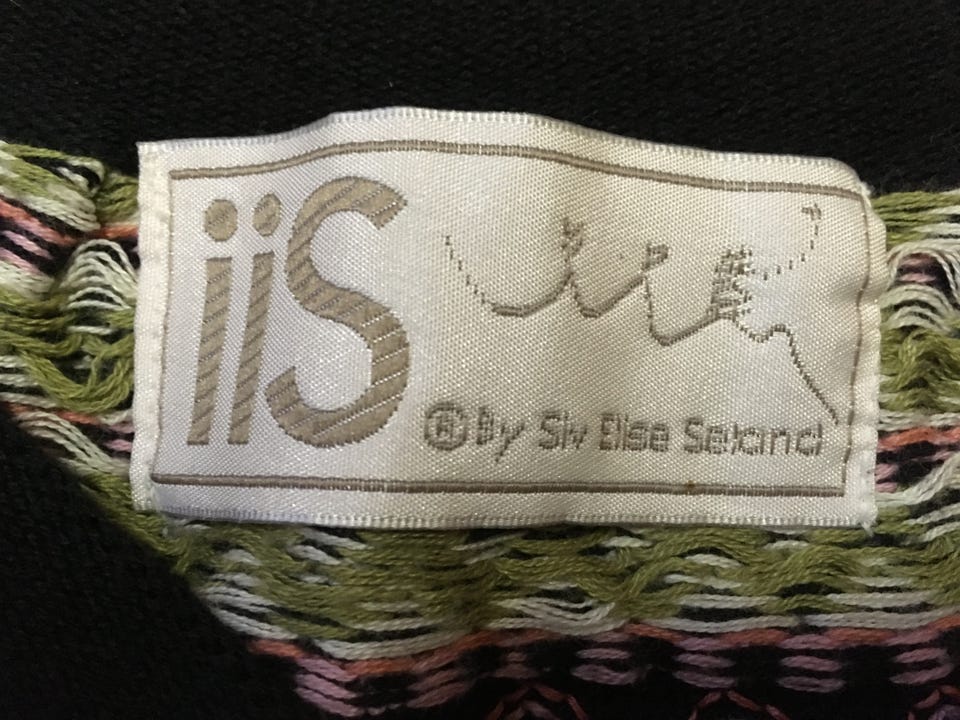 iiS
® By Siv Elise Seland